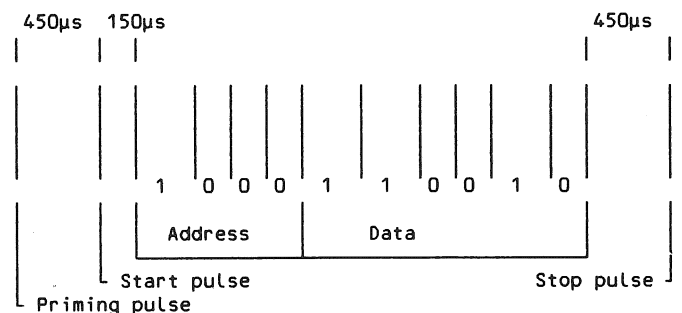 450µs 150µs 450µs
1 0 0 0 1 1 0 0 1 0
Address Data
Start pulse Stop pulse
Priming pulse